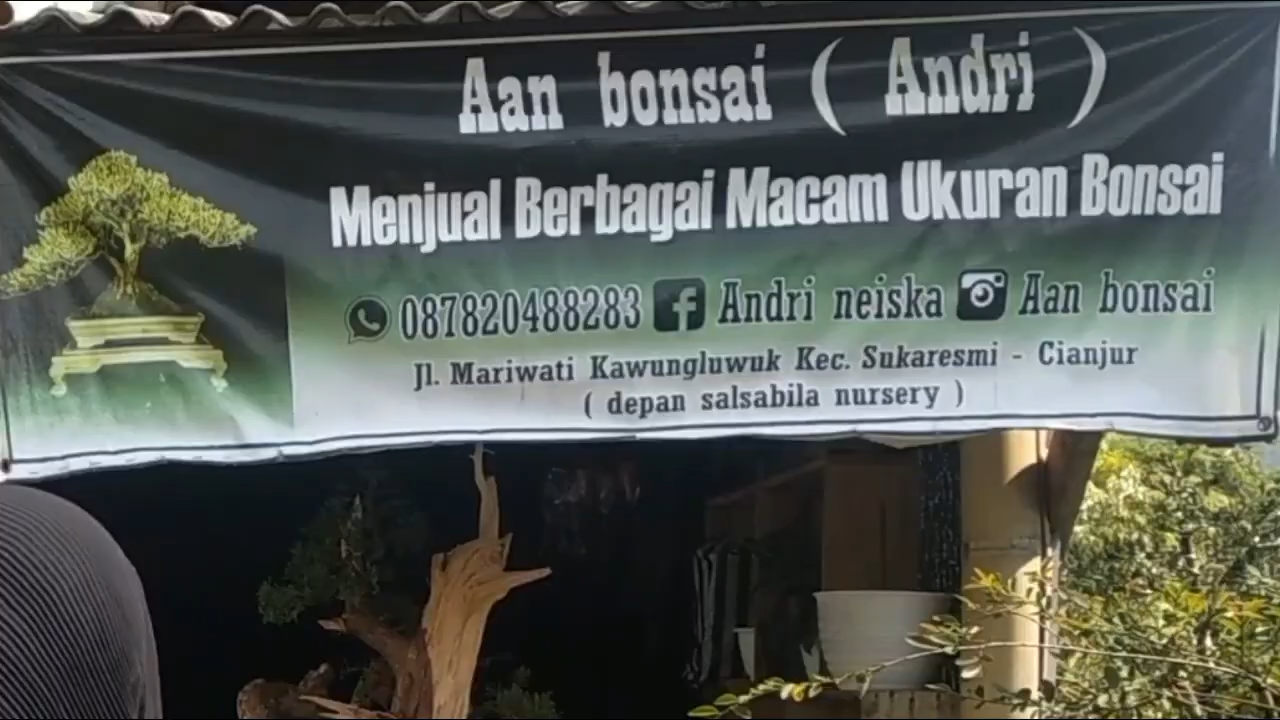 Aan bonsai ( Andri )
Menjual Berbagai Macam Ukuran Bonsai
087820488283 Andri neiska Aan bonsai
Jl. Mariwati Kawungluwuk Kec. Sukaresmi - Cianjur
( depan salsabila nursery )